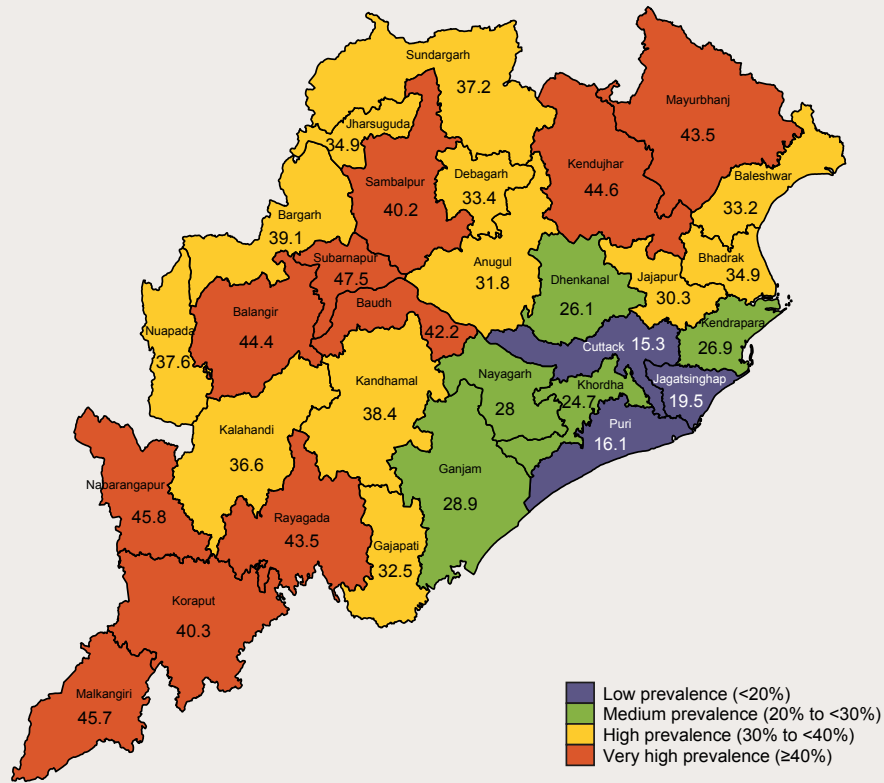 Sundargarh
37.2
Mayurbhanj
43.5
Jharsuguda
34.9
Kendujhar
44.6
Sambalpur
40.2
Debagarh
33.4
Baleshwar
33.2
Bargarh
39.1
Subarnapur
47.5
Anugul
31.8
Bhadrak
34.9
Jajapur
30.3
Dhenkanal
26.1
Balangir
44.4
Baudh
42.2
Nuapada
37.6
Kendrapara
26.9
Cuttack 15.3
Jagatsinghap
19.5
Nayagarh
28
Khordha
24.7
Kandhamal
38.4
Puri
16.1
Kalahandi
36.6
Ganjam
28.9
Nabarangapur
45.8
Rayagada
43.5
Gajapati
32.5
Koraput
40.3
Malkangiri
45.7
Low prevalence (<20%)
Medium prevalence (20% to <30%)
High prevalence (30% to <40%)
Very high prevalence (≥40%)